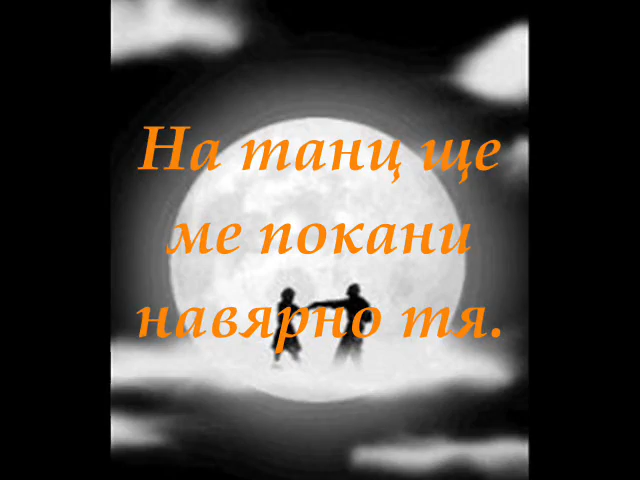 На танц ще
ме покани
навярно тя.